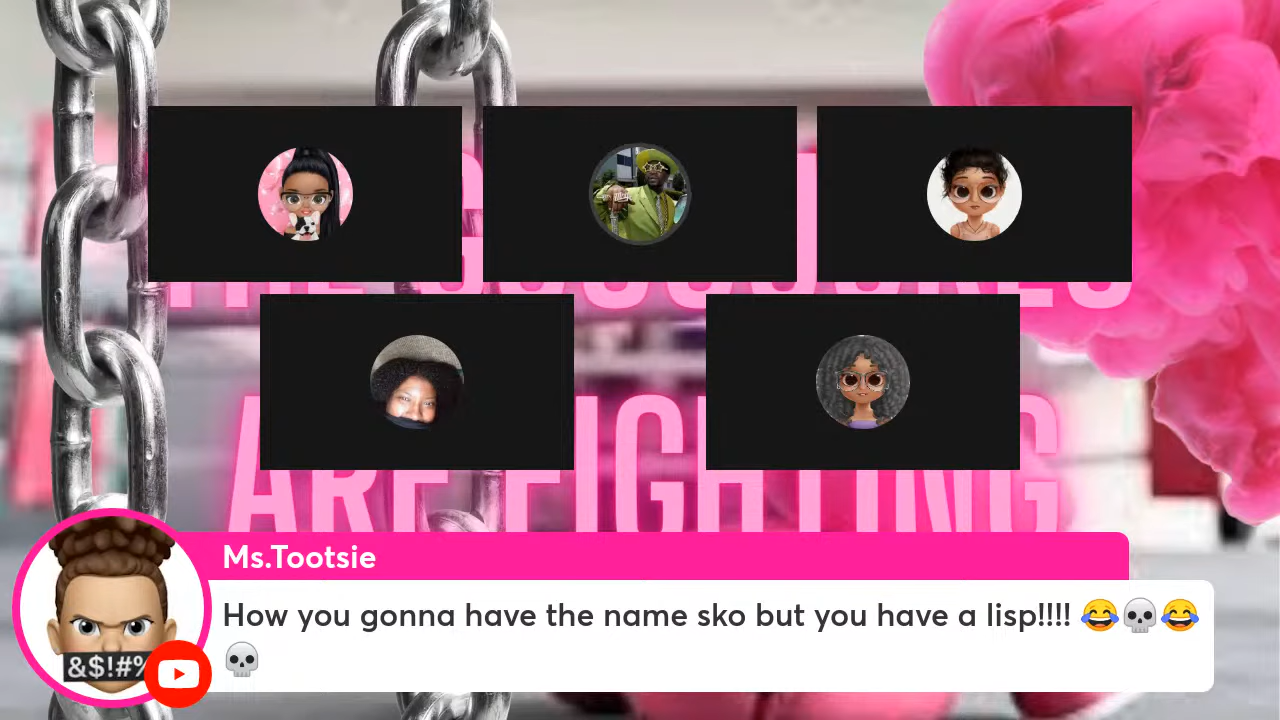 ARE FIGHTING
Ms.Tootsie
How you gonna have the name sko but you have a lisp!!!! 😂💀😂
💀
&$!#%